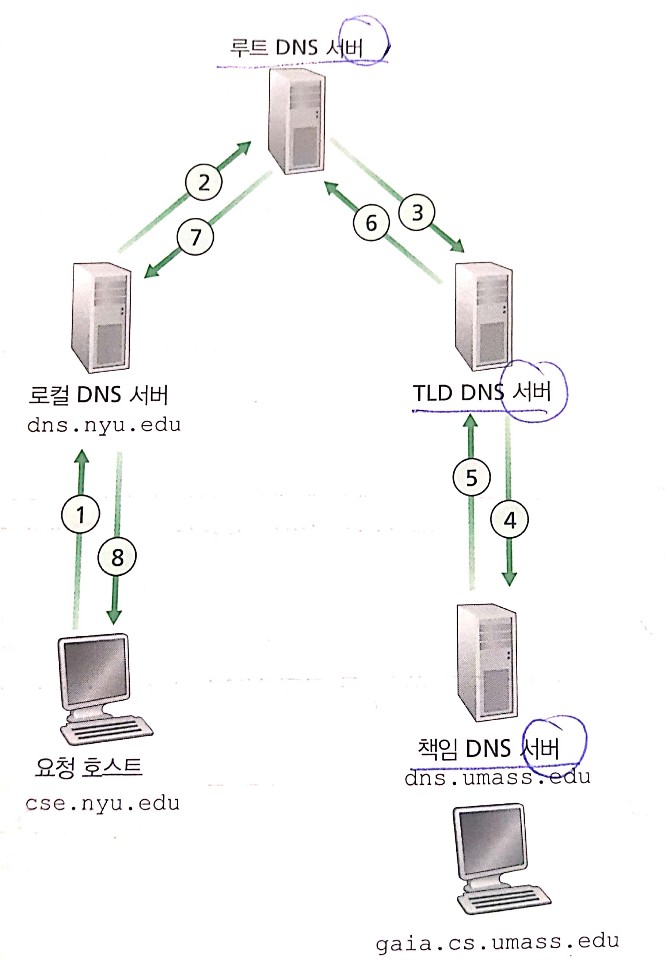 루트 DNS 서버
2
3
7
6
로컬 DNS 서버
dns.nyu.edu
TLD DNS 서버
1
8
5
4
요청 호스트
cse.nyu.edu
책임 DNS 서버
dns.umass.edu
gaia.cs.umass.edu